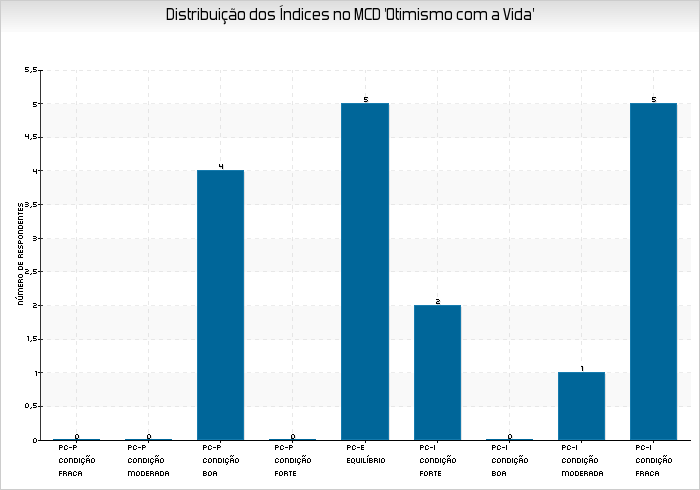 Distribuição dos Índices no MCD 'Otimismo com a Vida'
NÚMERO DE RESPONDENTES
5,5
5
4,5
4
3,5
3
2,5
2
1,5
1
0,5
0
0
0
4
0
5
2
0
1
5
PC-P
CONDIÇÃO
FRACA
PC-P
CONDIÇÃO
MODERADA
PC-P
CONDIÇÃO
BOA
PC-P
CONDIÇÃO
FORTE
PC-E
EQUILÍBRIO
PC-I
CONDIÇÃO
FORTE
PC-I
CONDIÇÃO
BOA
PC-I
CONDIÇÃO
MODERADA
PC-I
CONDIÇÃO
FRACA